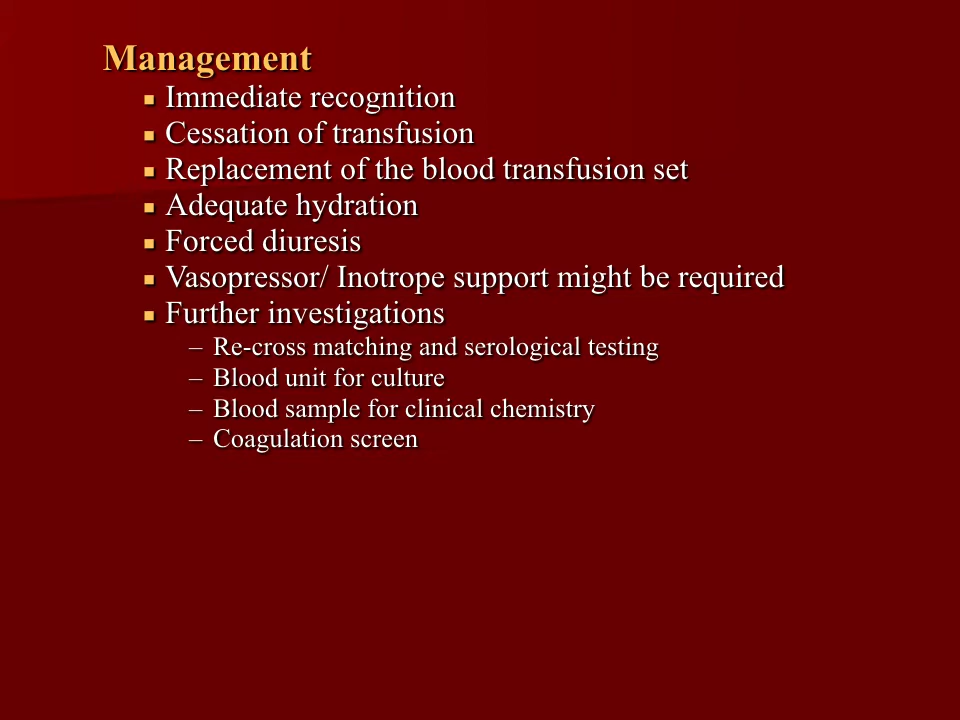 Management
▪ Immediate recognition
▪ Cessation of transfusion
▪ Replacement of the blood transfusion set
▪ Adequate hydration
▪ Forced diuresis
▪ Vasopressor/ Inotrope support might be required
▪ Further investigations
– Re-cross matching and serological testing
– Blood unit for culture
– Blood sample for clinical chemistry
– Coagulation screen